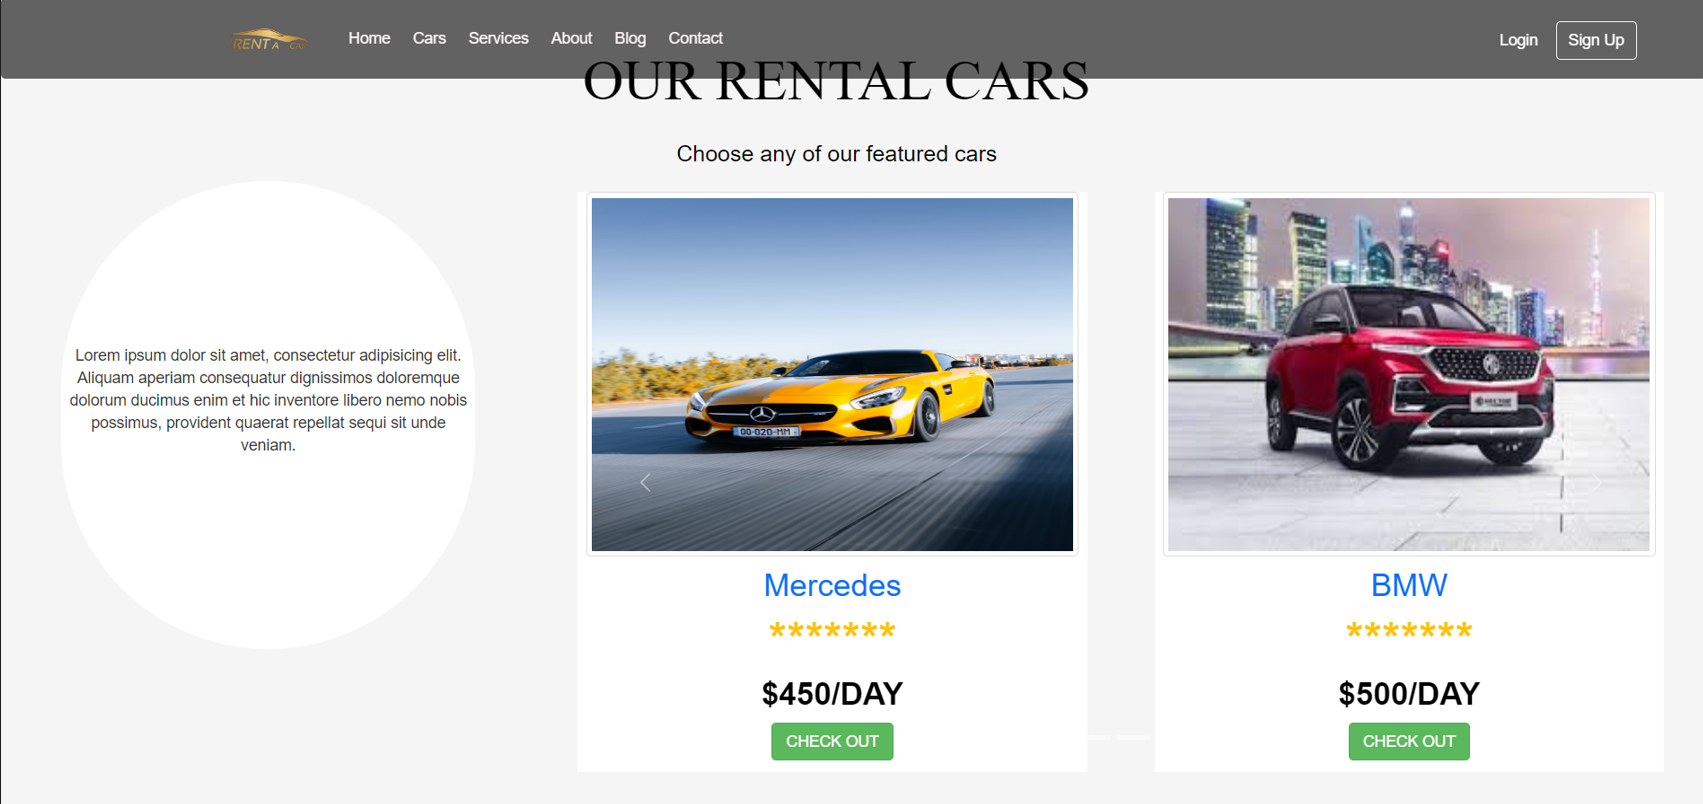 RENT A CAR
Home Cars Services About Blog Contact
Login Sign Up
OUR RENTAL CARS
Choose any of our featured cars
Lorem ipsum dolor sit amet, consectetur adipisicing elit.
Aliquam aperiam consequatur dignissimos doloremque
dolorum ducimus enim et hic inventore libero nemo nobis
possimus, provident quaerat repellat sequi sit unde
veniam.
OO-020-MM
HECTOR
Mercedes
*******
$450/DAY
CHECK OUT
BMW
*******
$500/DAY
CHECK OUT